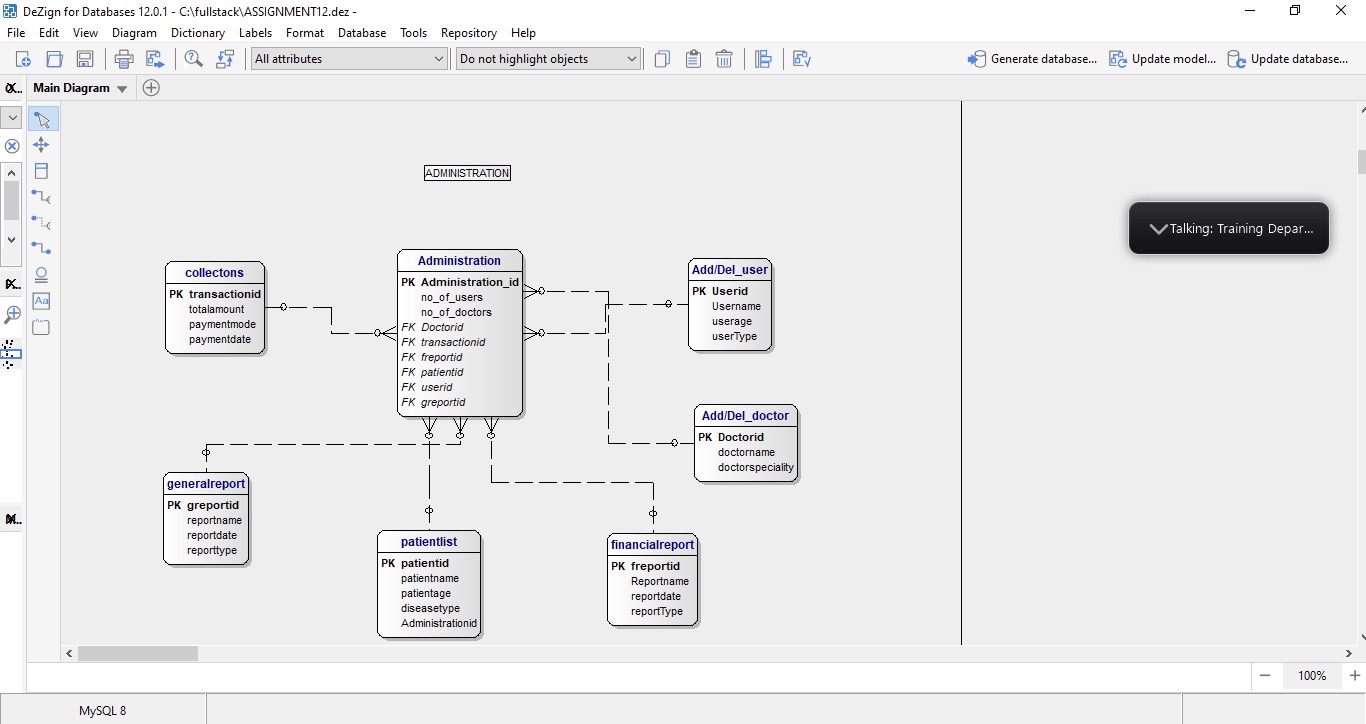 DeZign for Databases 12.0.1 - C:\fullstack\ASSIGNMENT12.dez -
File Edit View Diagram Dictionary Labels Format Database Tools Repository Help
All attributes
Do not highlight objects
Generate database...
Update model...
Update database...
Main Diagram
ADMINISTRATION
Talking: Training Depar...
collectons
PK transactionid
totalamount
paymentmode
paymentdate
Administration
PK Administration_id
no_of_users
no_of_doctors
FK Doctorid
FK transactionid
FK freportid
FK patientid
FK userid
FK greportid
Add/Del_user
PK Userid
Username
userage
userType
Add/Del_doctor
PK Doctorid
doctorname
doctorspeciality
generalreport
PK greportid
reportname
reportdate
reporttype
patientlist
PK patientid
patientname
patientage
diseasetype
Administrationid
financialreport
PK freportid
Reportname
reportdate
reportType
Aa
100%
MySQL 8